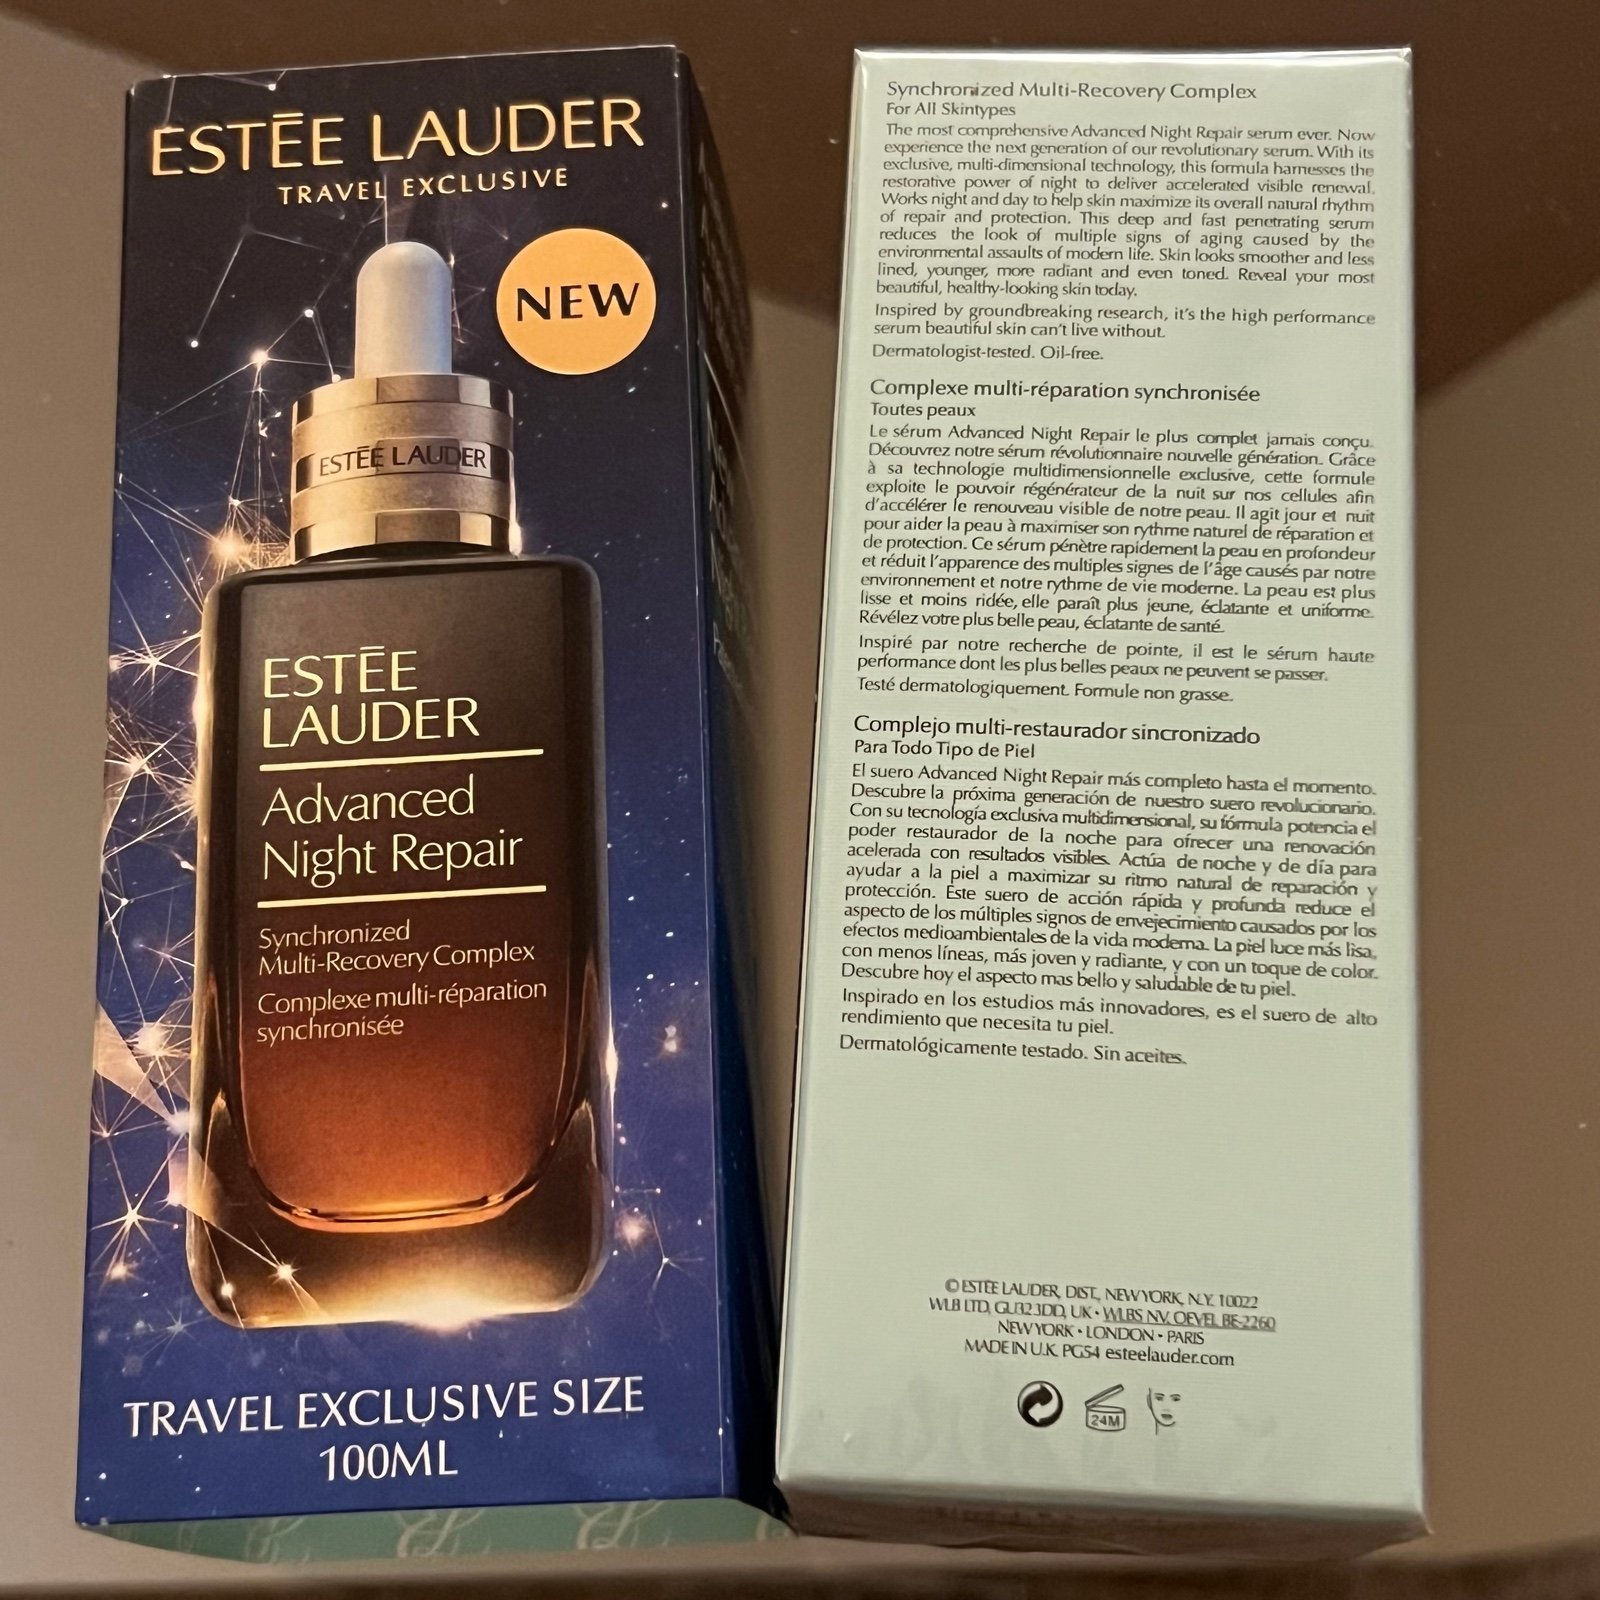 ESTĒE LAUDER
TRAVEL EXCLUSIVE
NEW
ESTĒE LAUDER
ESTĒE
LAUDER
Advanced
Night Repair
Synchronized
Multi-Recovery Complex
Complexe multi-réparation
synchronisée
TRAVEL EXCLUSIVE SIZE
100ML
Synchronized Multi-Recovery Complex
For All Skintypes
The most comprehensive Advanced Night Repair serum ever. Now
experience the next generation of our revolutionary serum. With its
exclusive, multi-dimensional technology, this formula harnesses the
restorative power of night to deliver accelerated visible renewal.
Works night and day to help skin maximize its overall natural rhythm
of repair and protection. This deep and fast penetrating serum
reduces the look of multiple signs of aging caused by the
environmental assaults of modern life. Skin looks smoother and less
lined, younger, more radiant and even toned. Reveal your most
beautiful, healthy-looking skin today.
Inspired by groundbreaking research, it's the high performance
serum beautiful skin can't live without.
Dermatologist-tested. Oil-free.
Complexe multi-réparation synchronisée
Toutes peaux
Le sérum Advanced Night Repair le plus complet jamais conçu.
Découvrez notre sérum révolutionnaire nouvelle génération. Grâce
à sa technologie multidimensionnelle exclusive, cette formule
exploite le pouvoir régénérateur de la nuit sur nos cellules afin
d'accélérer le renouveau visible de notre peau. Il agit jour et nuit
pour aider la peau à maximiser son rythme naturel de réparation et
de protection. Ce sérum pénètre rapidement la peau en profondeur
et réduit l'apparence des multiples signes de l'âge causés par notre
environnement et notre rythme de vie moderne. La peau est plus
lisse et moins ridée, elle paraît plus jeune, éclatante et uniforme.
Révélez votre plus belle peau, éclatante de santé.
Inspiré par notre recherche de pointe, il est le sérum haute
performance dont les plus belles peaux ne peuvent se passer.
Testé dermatologiquement. Formule non grasse.
Complejo multi-restaurador sincronizado
Para Todo Tipo de Piel
El suero Advanced Night Repair más completo hasta el momento.
Descubre la próxima generación de nuestro suero revolucionario.
Con su tecnología exclusiva multidimensional, su fórmula potencia el
poder restaurador de la noche para ofrecer una renovación
acelerada con resultados visibles. Actúa de noche y de día para
ayudar a la piel a maximizar su ritmo natural de reparación y
protección. Este suero de acción rápida y profunda reduce el
aspecto de los múltiples signos de envejecimiento causados por los
efectos medioambientales de la vida moderna. La piel luce más lisa,
con menos líneas, más joven y radiante, y con un toque de color.
Descubre hoy el aspecto mas bello y saludable de tu piel.
Inspirado en los estudios más innovadores, es el suero de alto
rendimiento que necesita tu piel.
Dermatológicamente testado. Sin aceites.
© ESTĒE LAUDER, DIST., NEW YORK, N.Y. 10022
WLB LTD, GU32 3DD, UK • WLBS NV. OEVEL BE-2260
NEW YORK • LONDON • PARIS
MADE IN U.K. PG54 esteelauder.com
24M